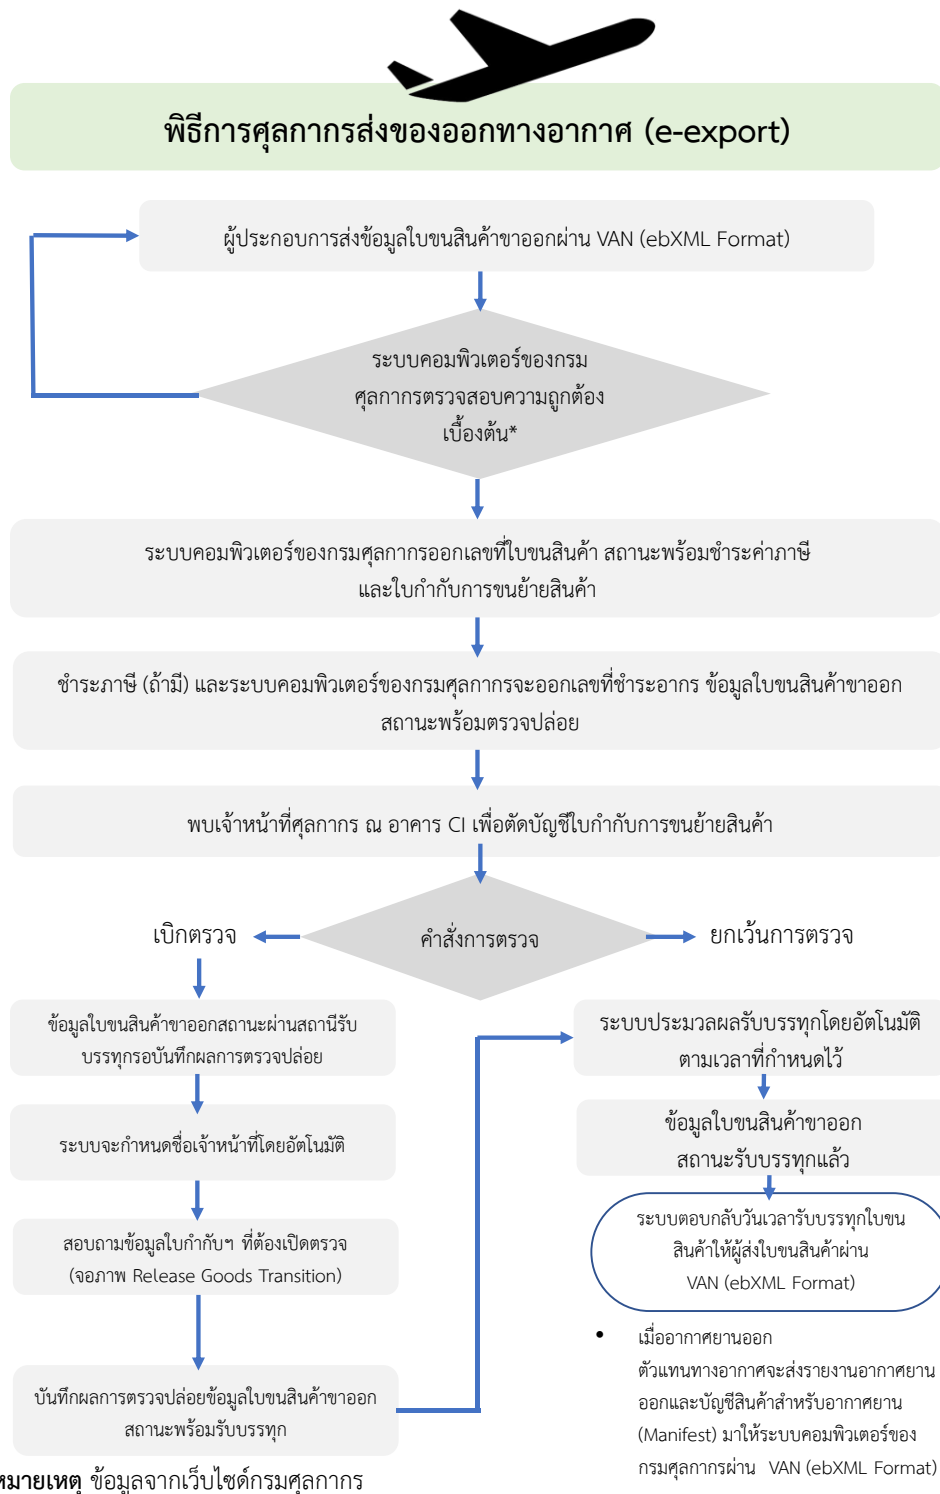 พิธีการศุลกากรส่งของออกทางอากาศ (e-export)
ผู้ประกอบการส่งข้อมูลใบขนสินค้าขาออกผ่าน VAN (ebXML Format)
ระบบคอมพิวเตอร์ของกรม
ศุลกากรตรวจสอบความถูกต้อง
เบื้องต้น*
ระบบคอมพิวเตอร์ของกรมศุลกากรออกเลขที่ใบขนสินค้า สถานะพร้อมชำระค่าภาษี
และใบกำกับการขนย้ายสินค้า
ชำระภาษี (ถ้ามี) และระบบคอมพิวเตอร์ของกรมศุลกากรจะออกเลขที่ชำระอากร ข้อมูลใบขนสินค้าขาออก
สถานะพร้อมตรวจปล่อย
พบเจ้าหน้าที่ศุลกากร ณ อาคาร CI เพื่อตัดบัญชีใบกำกับการขนย้ายสินค้า
คำสั่งการตรวจ
เบิกตรวจ
ยกเว้นการตรวจ
ข้อมูลใบขนสินค้าขาออกสถานะผ่านสถานีรับ
บรรทุกรอบันทึกผลการตรวจปล่อย
ระบบจะกำหนดชื่อเจ้าหน้าที่โดยอัตโนมัติ
สอบถามข้อมูลใบกำกับฯ ที่ต้องเปิดตรวจ
(จอภาพ Release Goods Transition)
บันทึกผลการตรวจปล่อยข้อมูลใบขนสินค้าขาออก
สถานะพร้อมรับบรรทุก
ระบบประมวลผลรับบรรทุกโดยอัตโนมัติ
ตามเวลาที่กำหนดไว้
ข้อมูลใบขนสินค้าขาออก
สถานะรับบรรทุกแล้ว
ระบบตอบกลับวันเวลารับบรรทุกใบขน
สินค้าให้ผู้ส่งใบขนสินค้าผ่าน
VAN (ebXML Format)
• เมื่ออากาศยานออก
ตัวแทนทางอากาศจะส่งรายงานอากาศยาน
ออกและบัญชีสินค้าสำหรับอากาศยาน
(Manifest) มาให้ระบบคอมพิวเตอร์ของ
กรมศุลกากรผ่าน VAN (ebXML Format)
หมายเหตุ ข้อมูลจากเว็บไซด์กรมศุลกากร